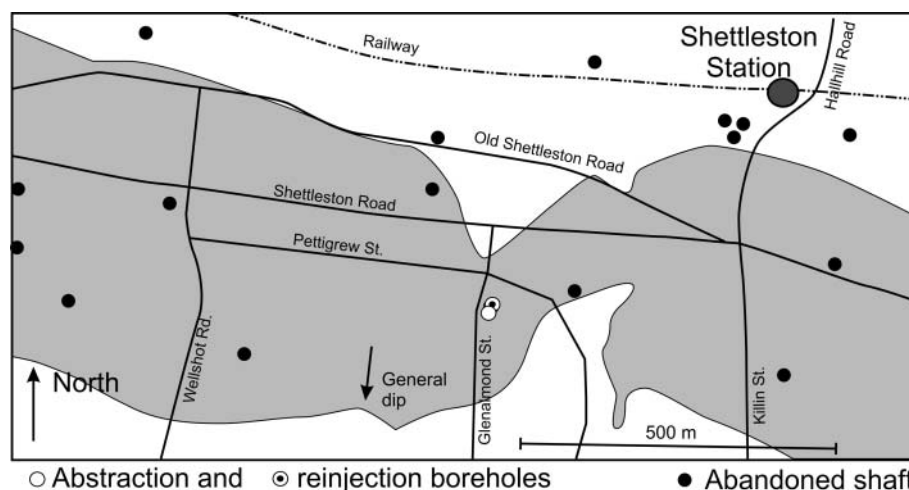 Railway
Shettleston
Station
Hallhill Road
Old Shettleston Road
Shettleston Road
Pettigrew St.
Wellshot Rd.
North
General
dip
Glenalmond St.
Killin St.
500 m
Abstraction and reinjection boreholes Abandoned shaft